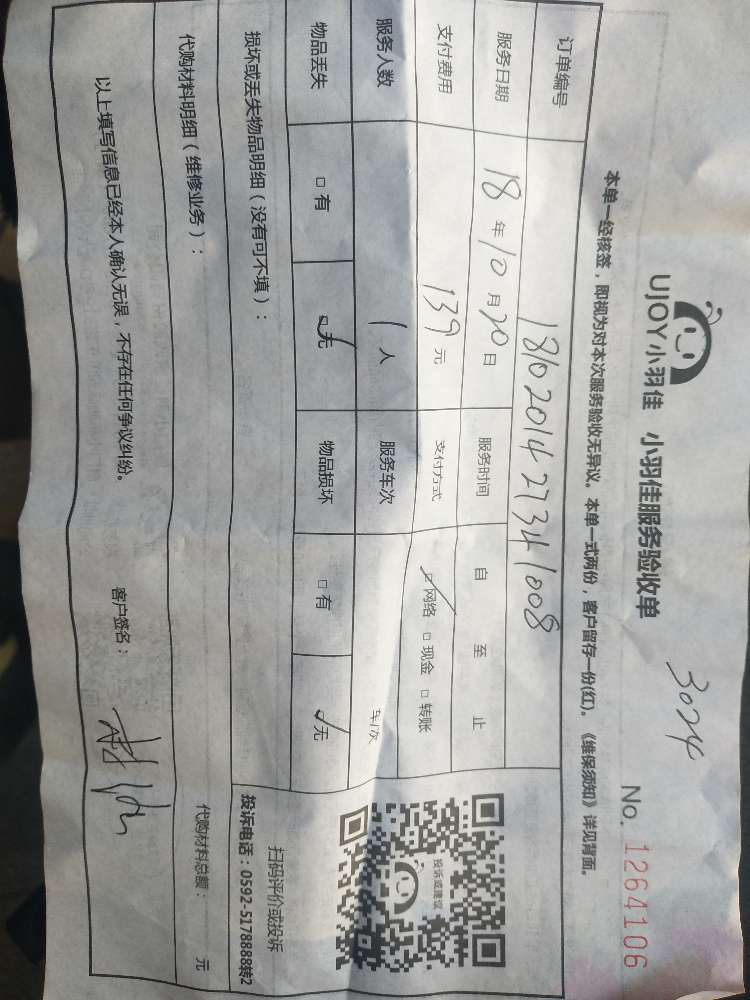 3024
UJOY小羽佳 小羽佳服务验收单
No. 1264106
本单一经核签，即视为对本次服务验收无异议。本单一式两份，客户留存一份(红)。《维保须知》详见背面。
订单编号 1810201427341008
服务日期 18 年 10 月 20 日 服务时间 自 至 止
支付费用 139 元 支付方式 ☑网络 □现金 □转账
服务人数 1 人 服务车次 车/次
物品丢失 □有 ☑无 物品损坏 □有 ☑无
损坏或丢失物品明细（没有可不填）：
投诉或建议
扫码评价或投诉
投诉电话：0592-5178888转2
代购材料明细（维修业务）： 代购材料总额： 元
以上填写信息已经本人确认无误，不存在任何争议纠纷。 客户签名：